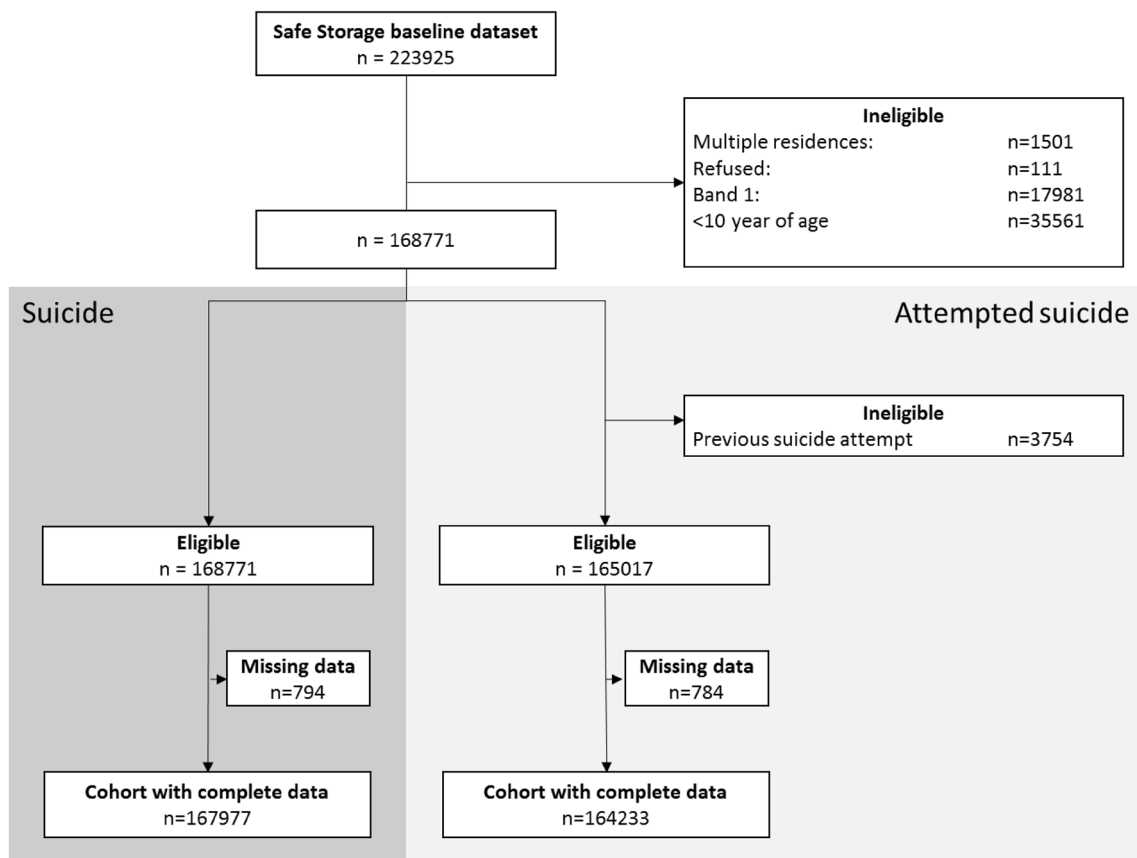 Safe Storage baseline dataset
n = 223925
Ineligible
Multiple residences: n=1501
Refused: n=111
Band 1: n=17981
<10 year of age n=35561
n = 168771
Suicide
Attempted suicide
Ineligible
Previous suicide attempt n=3754
Eligible
n = 168771
Eligible
n = 165017
Missing data
n=794
Missing data
n=784
Cohort with complete data
n=167977
Cohort with complete data
n=164233